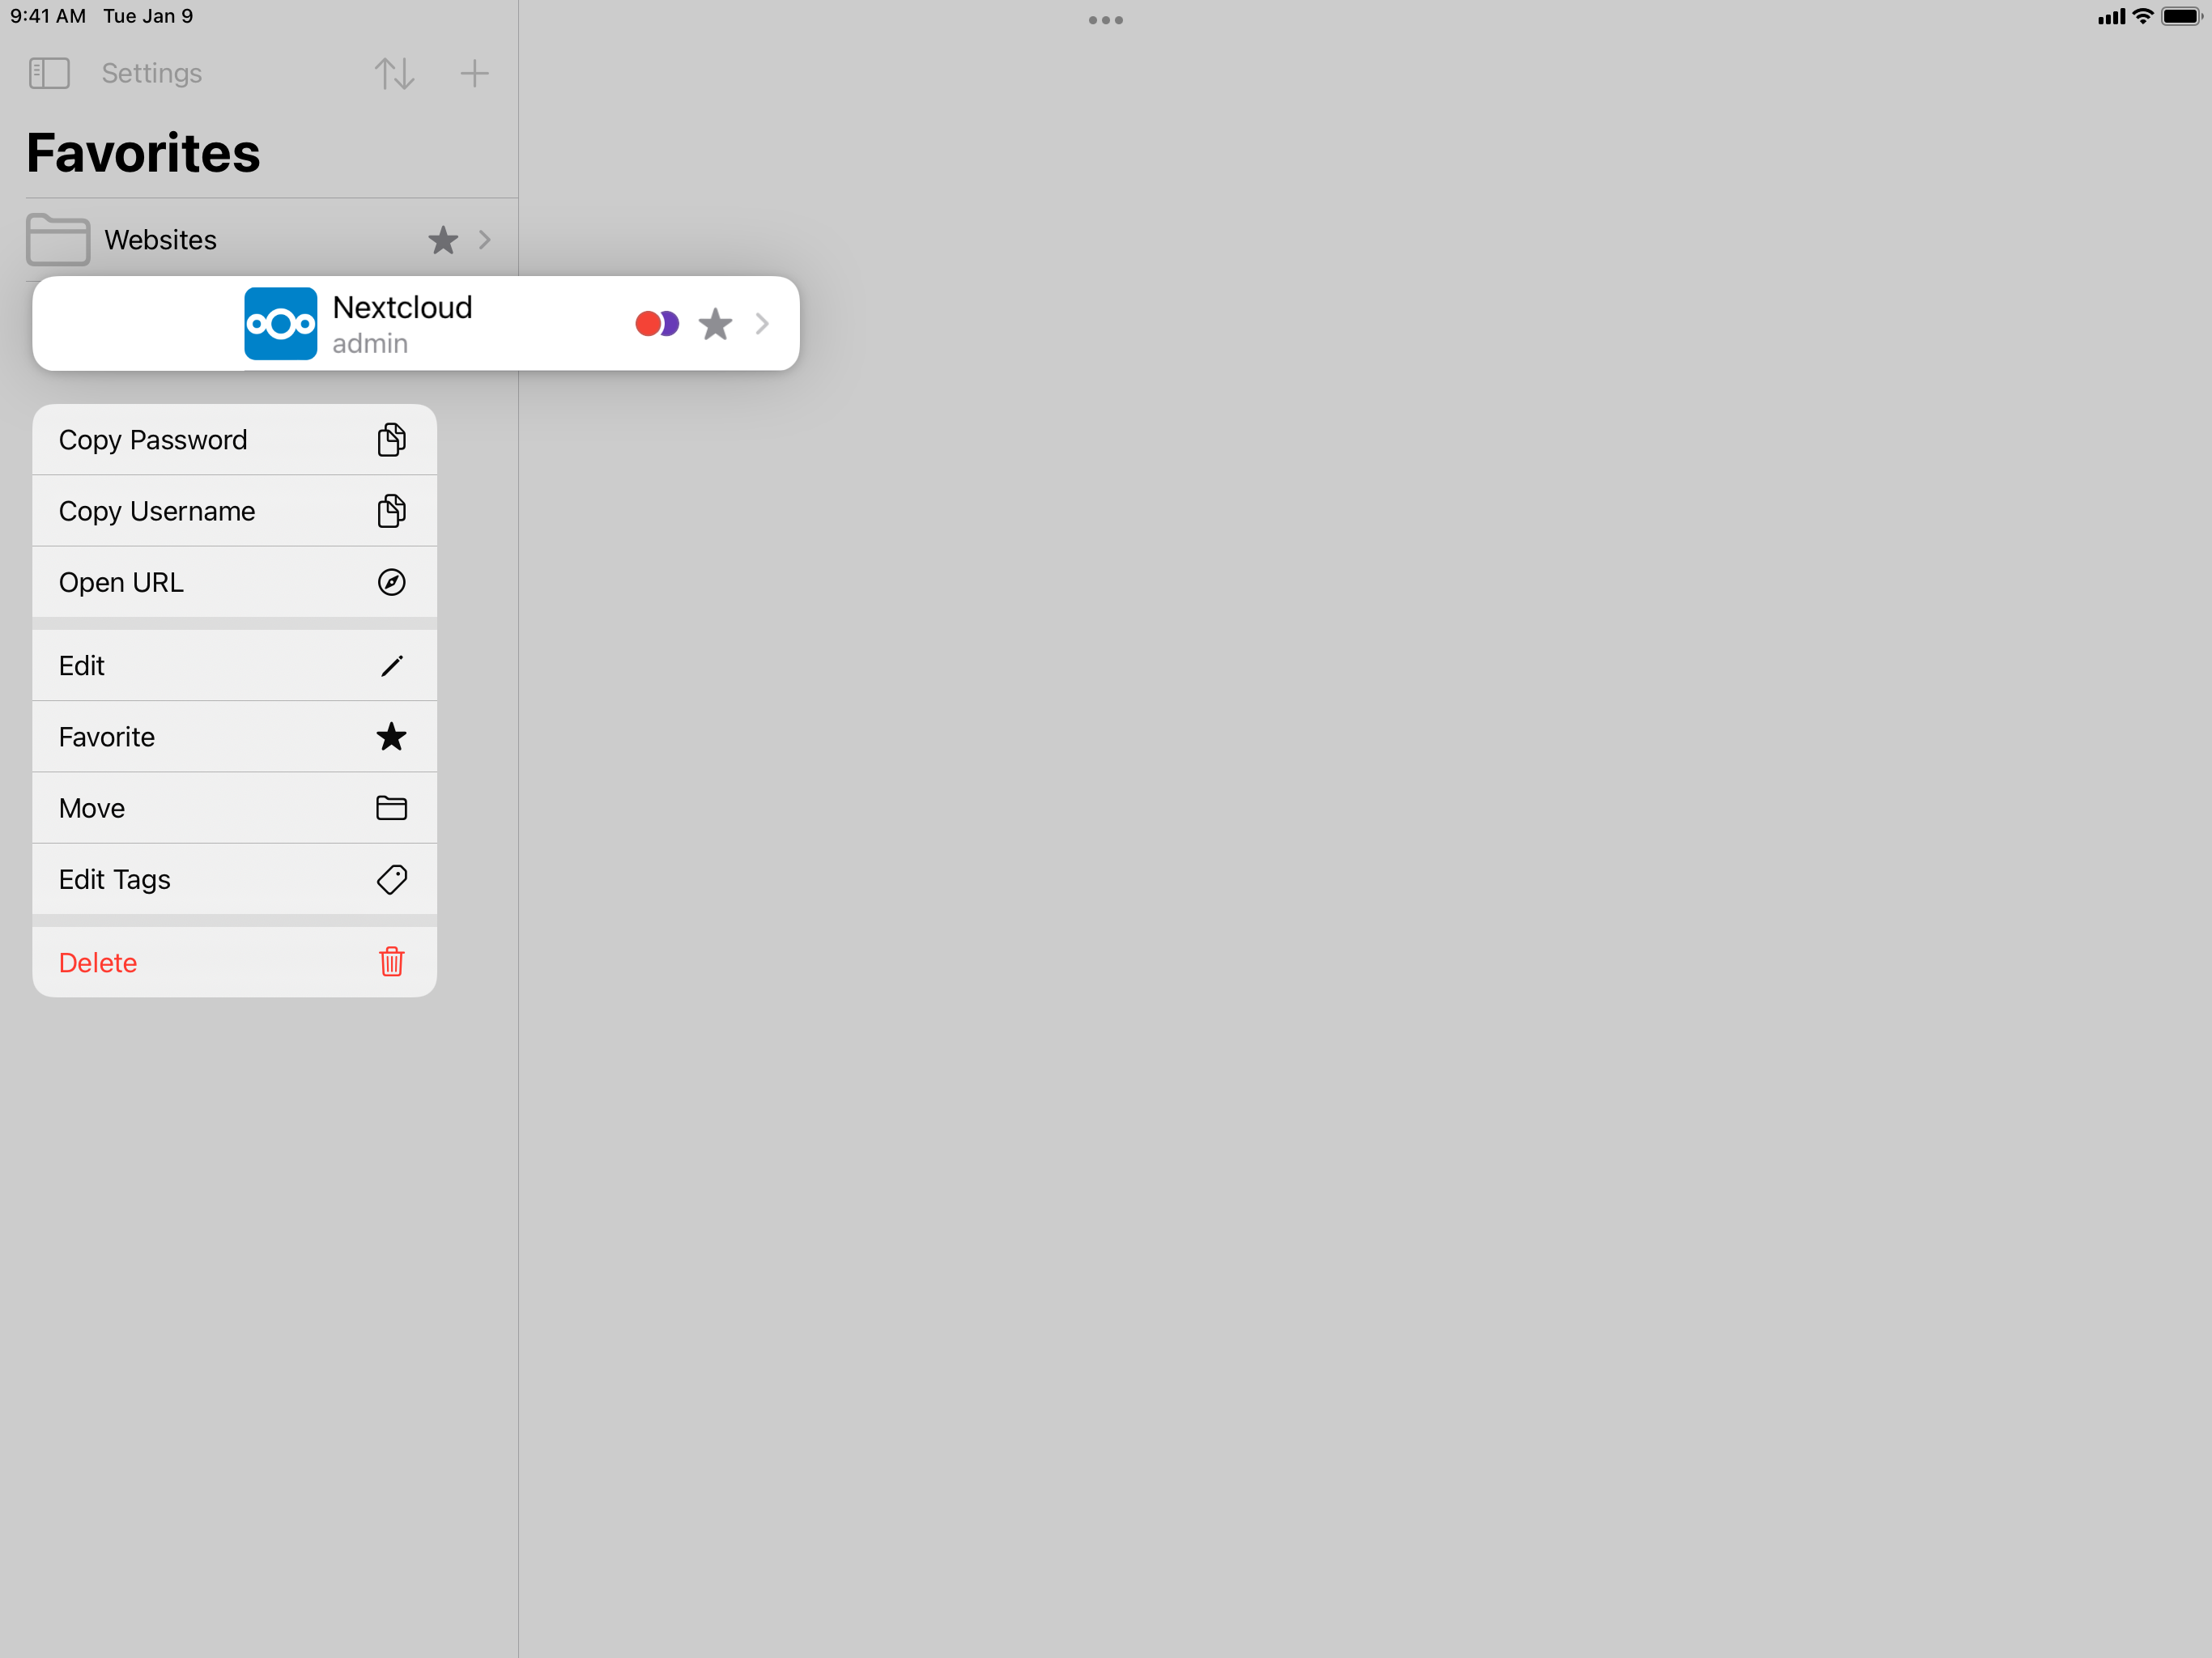 9:41 AM Tue Jan 9
Settings
Favorites
Websites
Nextcloud
admin
Copy Password
Copy Username
Open URL
Edit
Favorite
Move
Edit Tags
Delete